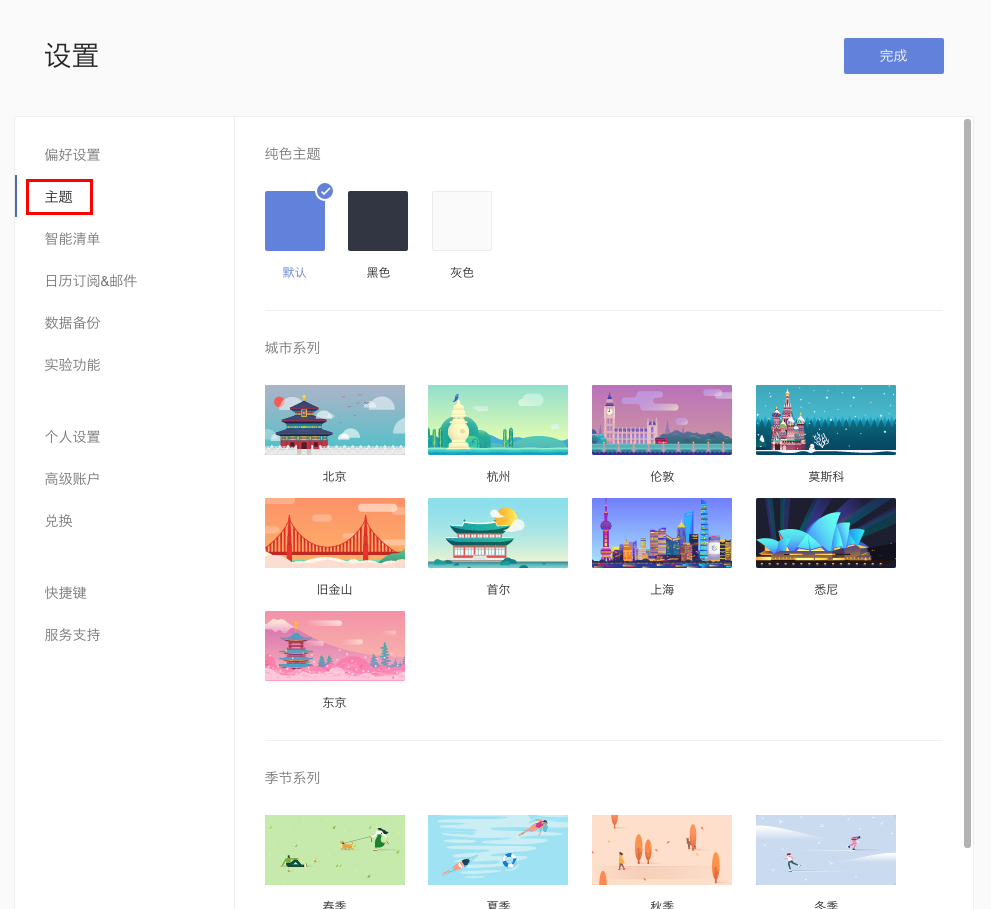 设置
完成
偏好设置
主题
智能清单
日历订阅&邮件
数据备份
实验功能
个人设置
高级账户
兑换
快捷键
服务支持
纯色主题
默认 黑色 灰色
城市系列
北京 杭州 伦敦 莫斯科
旧金山 首尔 上海 悉尼
东京
季节系列
春季 夏季 秋季 冬季